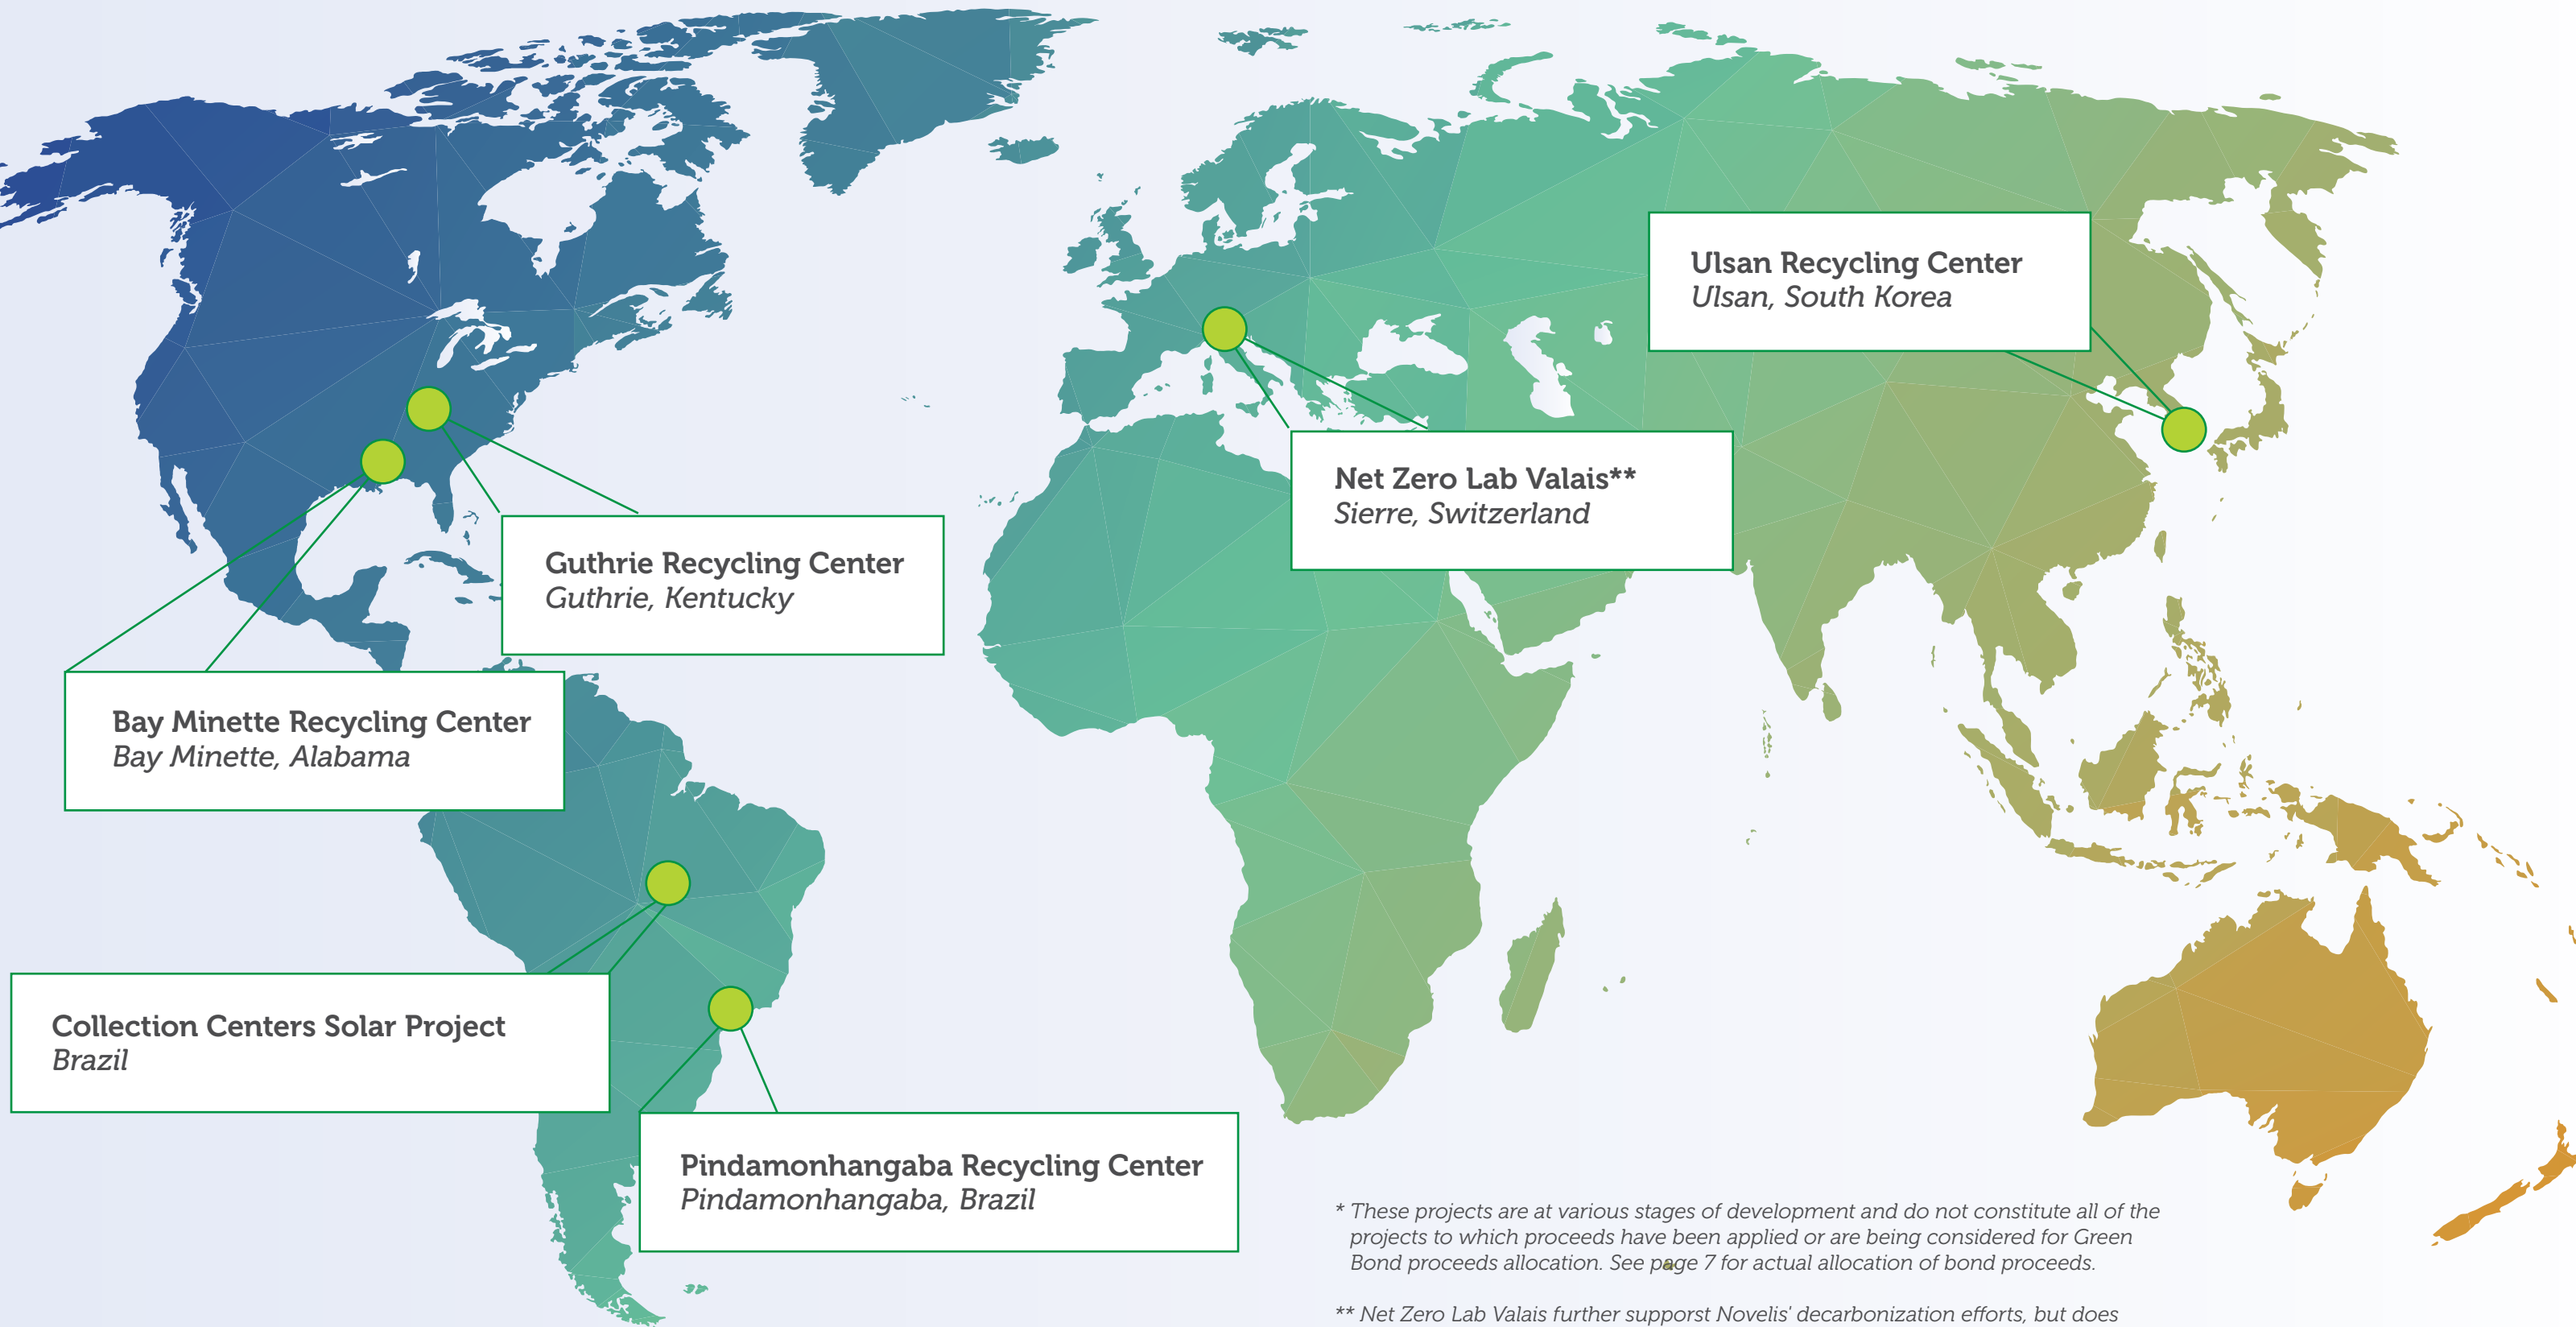 Ulsan Recycling Center
Ulsan, South Korea
Net Zero Lab Valais**
Sierre, Switzerland
Guthrie Recycling Center
Guthrie, Kentucky
Bay Minette Recycling Center
Bay Minette, Alabama
Collection Centers Solar Project
Brazil
Pindamonhangaba Recycling Center
Pindamonhangaba, Brazil
* These projects are at various stages of development and do not constitute all of the
projects to which proceeds have been applied or are being considered for Green
Bond proceeds allocation. See page 7 for actual allocation of bond proceeds.
** Net Zero Lab Valais further supporst Novelis' decarbonization efforts, but does